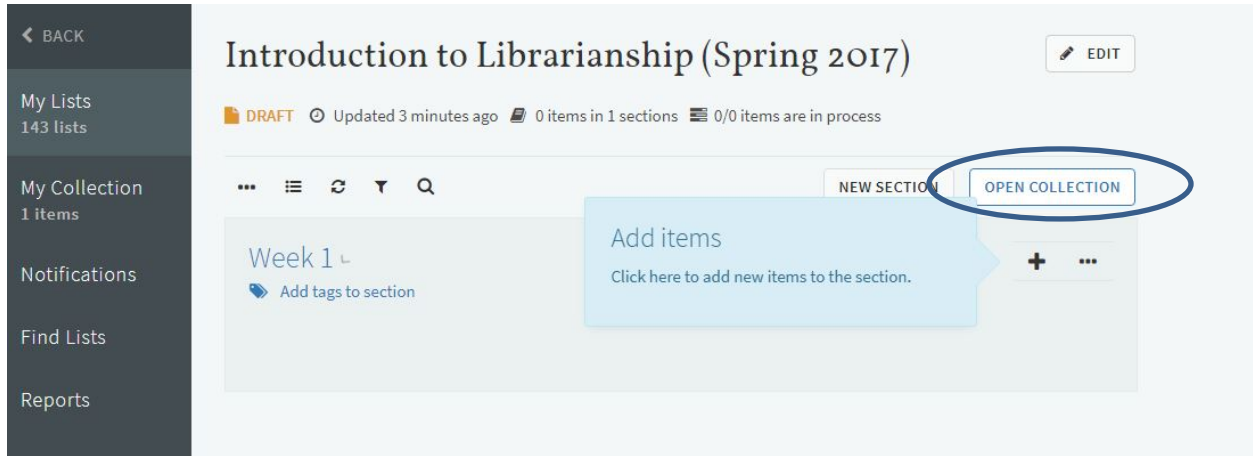 BACK
My Lists
143 lists
My Collection
1 items
Notifications
Find Lists
Reports
Introduction to Librarianship (Spring 2017)
EDIT
DRAFT Updated 3 minutes ago 0 items in 1 sections 0/0 items are in process
NEW SECTION OPEN COLLECTION
Week 1
Add tags to section
Add items
Click here to add new items to the section.